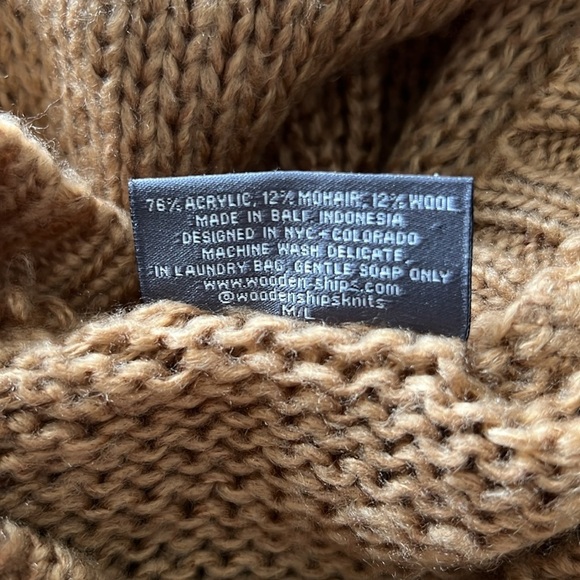 76% ACRYLIC, 12% MOHAIR, 12% WOOL
MADE IN BALI, INDONESIA
DESIGNED IN NYC + COLORADO
MACHINE WASH DELICATE,
IN LAUNDRY BAG, GENTLE SOAP ONLY
www.wooden-ships.com
@woodenshipsknits
M/L